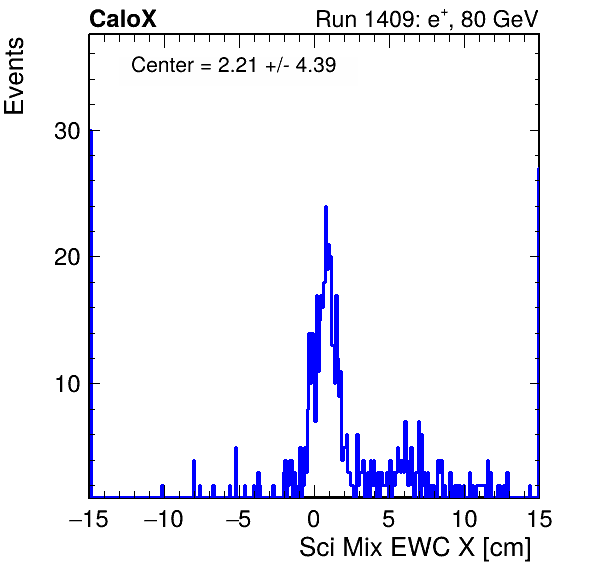 CaloX
Run 1409: e+, 80 GeV
Events
Center = 2.21 +/- 4.39
30
20
10
−15 −10 −5 0 5 10 15
Sci Mix EWC X [cm]